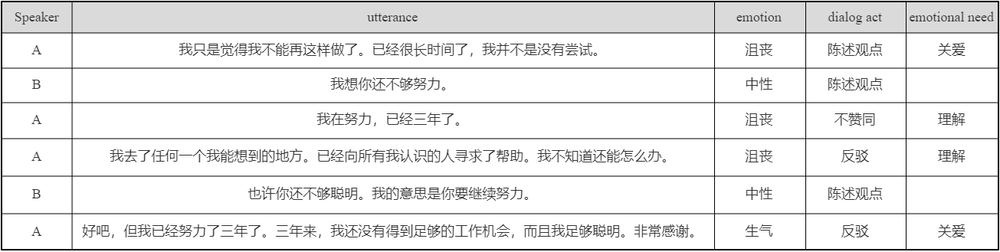 Speaker utterance emotion dialog act emotional need
A 我只是觉得我不能再这样做了。已经很长时间了，我并不是没有尝试。 沮丧 陈述观点 关爱
B 我想你还不够努力。 中性 陈述观点
A 我在努力，已经三年了。 沮丧 不赞同 理解
A 我去了任何一个我能想到的地方。已经向所有我认识的人寻求了帮助。我不知道还能怎么办。 沮丧 反驳 理解
B 也许你还不够聪明。我的意思是你要继续努力。 中性 陈述观点
A 好吧，但我已经努力了三年了。三年来，我还没有得到足够的工作机会，而且我足够聪明。非常感谢。 生气 反驳 关爱